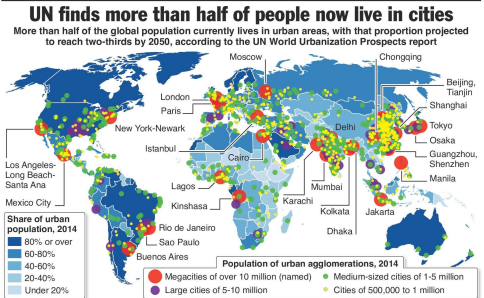 UN finds more than half of people now live in cities
More than half of the global population currently lives in urban areas, with that proportion projected
to reach two-thirds by 2050, according to the UN World Urbanization Prospects report
Moscow
Chongqing
Beijing,
Tianjin
London
Shanghai
Paris
New York-Newark
Delhi
Tokyo
Osaka
Istanbul
Cairo
Guangzhou,
Shenzhen
Los Angeles-
Long Beach-
Santa Ana
Lagos
Mumbai
Manila
Mexico City
Kinshasa
Karachi
Kolkata
Jakarta
Dhaka
Rio de Janeiro
Sao Paulo
Buenos Aires
Share of urban
population, 2014
80% or over
60-80%
40-60%
20-40%
Under 20%
Population of urban agglomerations, 2014
Megacities of over 10 million (named)
Medium-sized cities of 1-5 million
Large cities of 5-10 million
Cities of 500,000 to 1 million